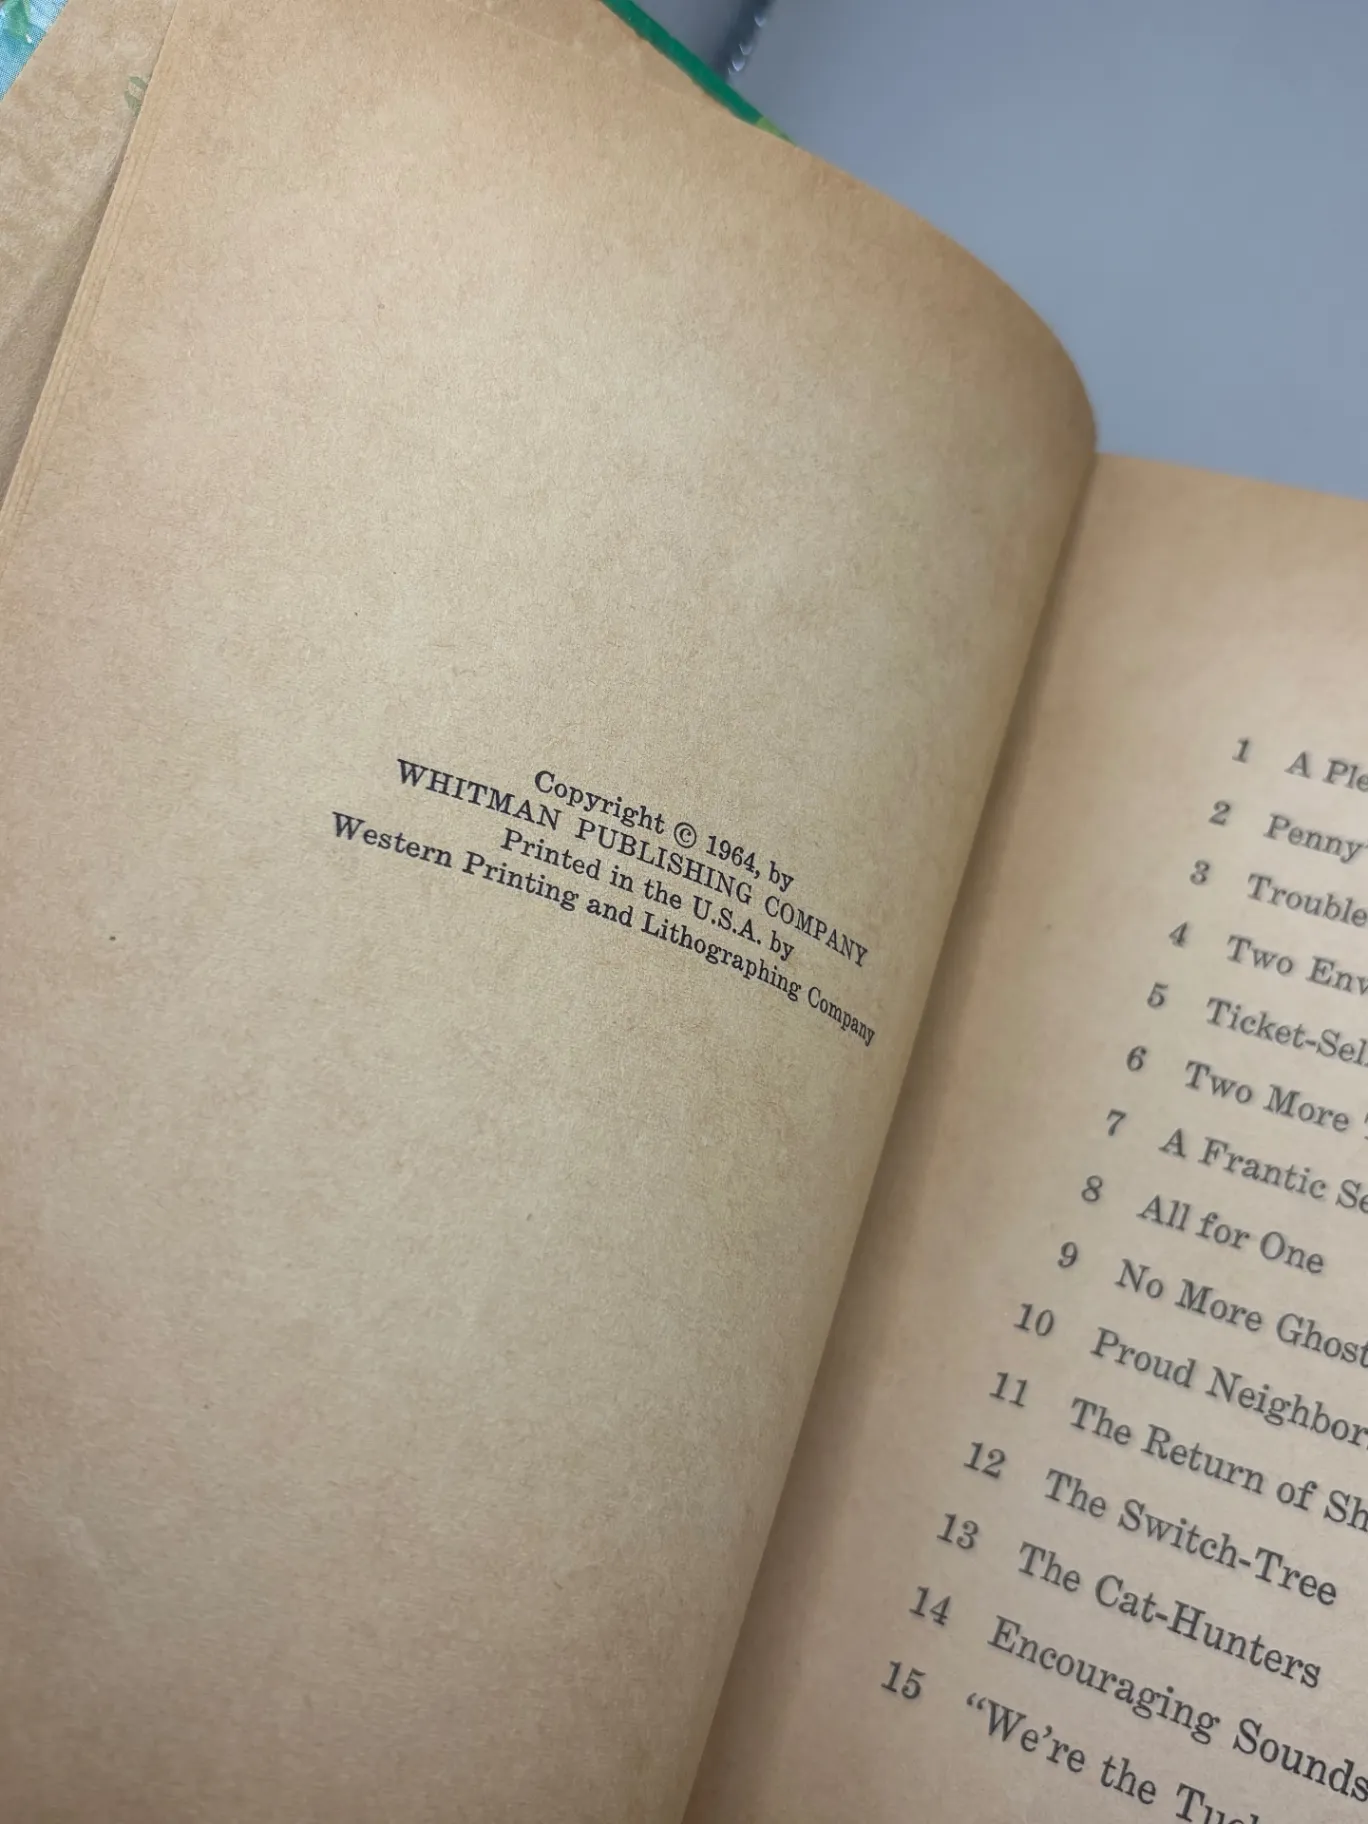 Copyright © 1964, by
WHITMAN PUBLISHING COMPANY
Printed in the U.S.A. by
Western Printing and Lithographing Company
1 A
2 Penny
3 Trouble
4 Two
5
6 Two More
7 A Frantic
8 All for One
9 No More
10 Proud
11 The Return of
12 The Switch-Tree
13 The Cat-Hunters
14 Encouraging Sounds
15 “We’re the